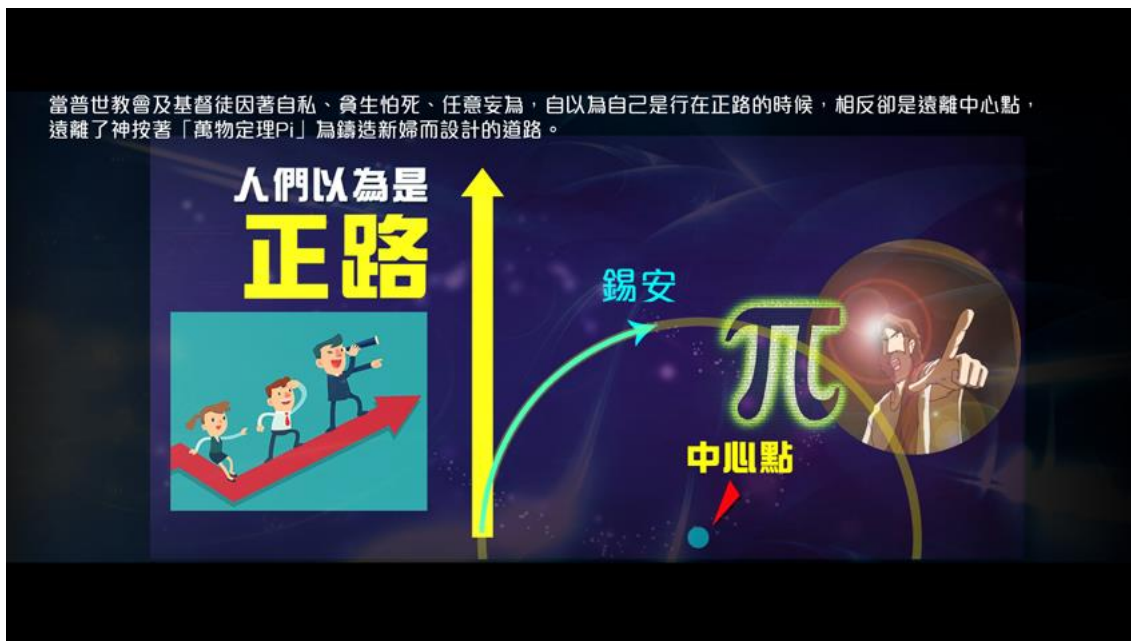 當普世教會及基督徒因著自私、貪生怕死、任意妄為，自以為自己是行在正路的時候，相反卻是遠離中心點，
遠離了神按著「萬物定理Pi」為鑄造新婦而設計的道路。
人們以為是
正路
錫安
π
中心點